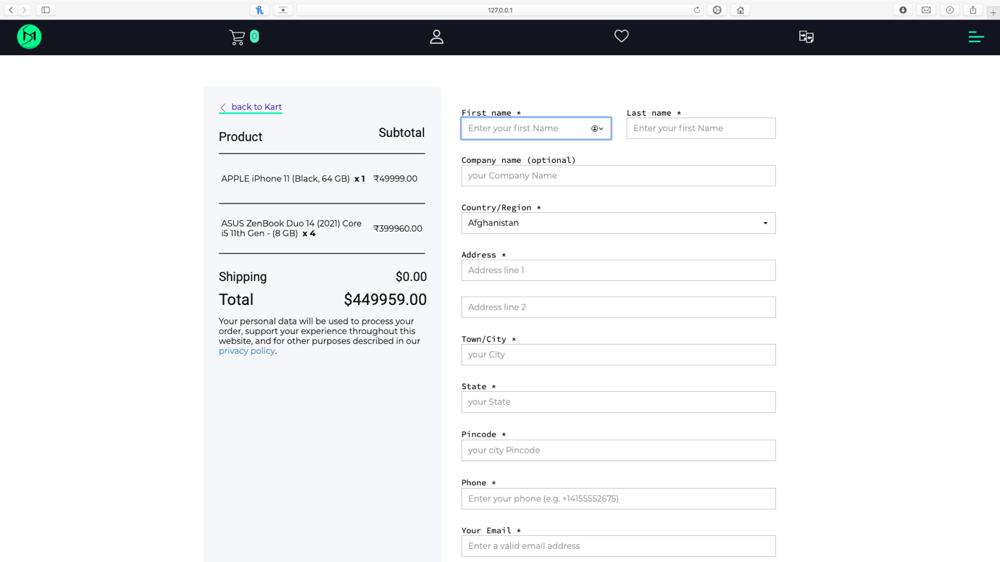 127.0.0.1
0
back to Kart
Product Subtotal
APPLE iPhone 11 (Black, 64 GB) x 1 ₹49999.00
ASUS ZenBook Duo 14 (2021) Core
i5 11th Gen - (8 GB) x 4 ₹399960.00
Shipping $0.00
Total $449959.00
Your personal data will be used to process your
order, support your experience throughout this
website, and for other purposes described in our
privacy policy.
First name * Last name *
Enter your first Name Enter your first Name
Company name (optional)
your Company Name
Country/Region *
Afghanistan
Address *
Address line 1
Address line 2
Town/City *
your City
State *
your State
Pincode *
your city Pincode
Phone *
Enter your phone (e.g. +14155552675)
Your Email *
Enter a valid email address